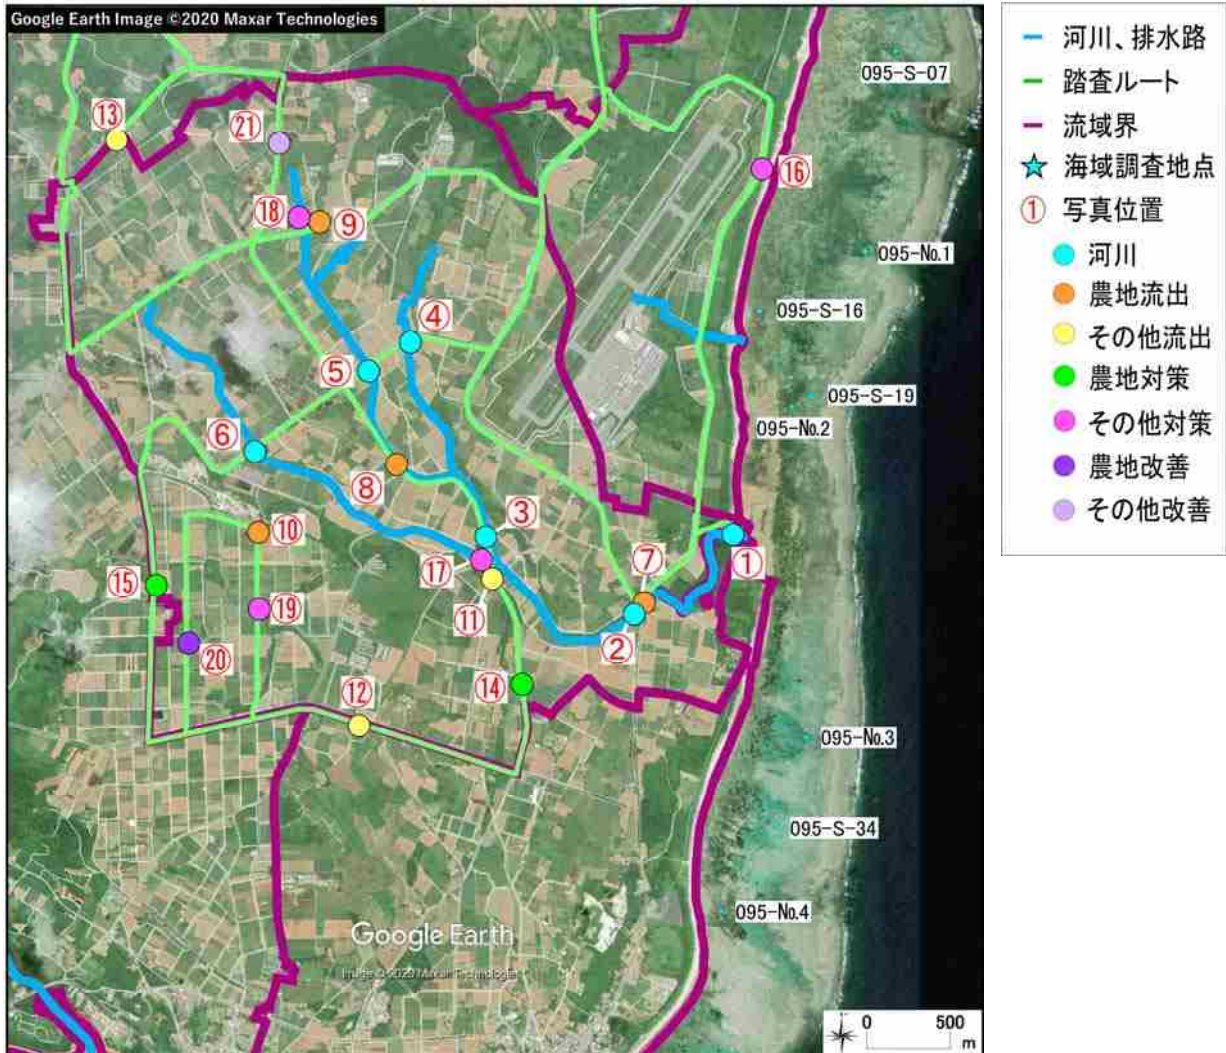 Google Earth Image ©2020 Maxar Technologies
095-S-07
⑬
㉑
⑯
⑱
⑨
095-No.1
④
095-S-16
⑤
095-S-19
⑥
095-No.2
⑧
③
⑩
⑦
①
⑰
⑮
⑪
⑲
②
⑳
⑫
⑭
095-No.3
095-S-34
095-No.4
Google Earth
Image © 2020 Maxar Technologies
0 500
m
河川、排水路
踏査ルート
流域界
海域調査地点
① 写真位置
河川
農地流出
その他流出
農地対策
その他対策
農地改善
その他改善